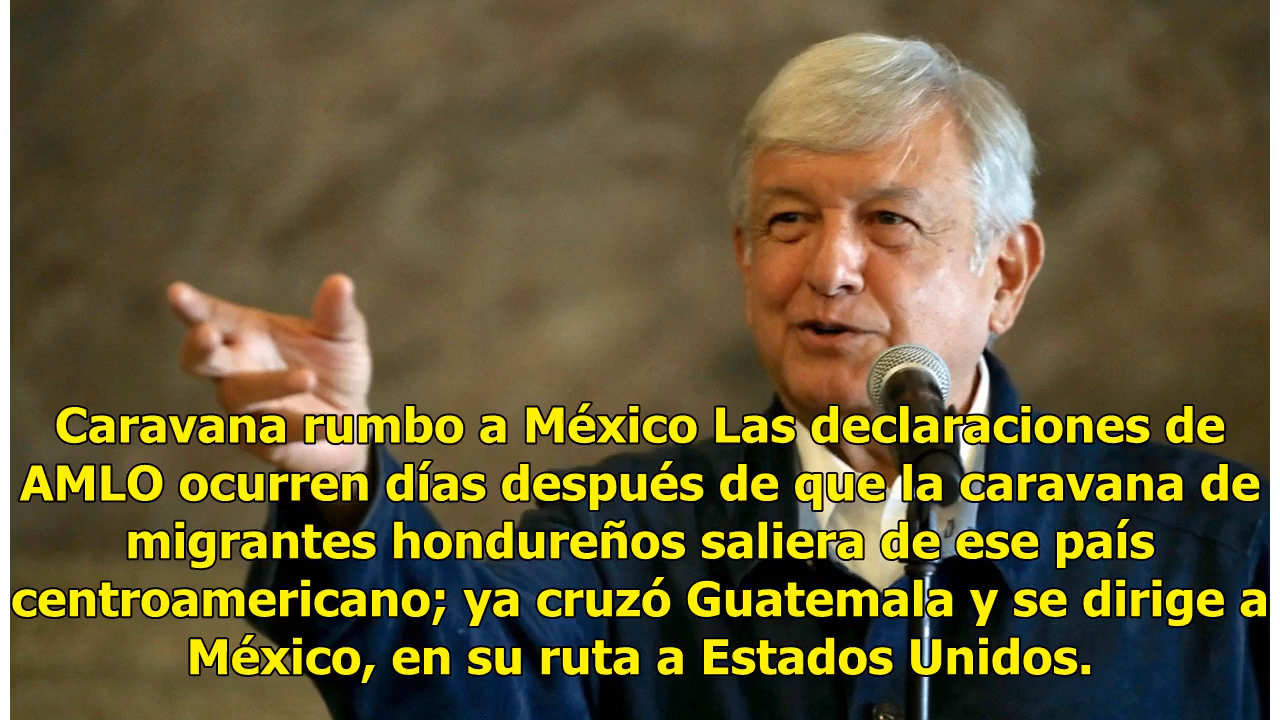 Caravana rumbo a México Las declaraciones de
AMLO ocurren días después de que la caravana de
migrantes hondureños saliera de ese país
centroamericano; ya cruzó Guatemala y se dirige a
México, en su ruta a Estados Unidos.